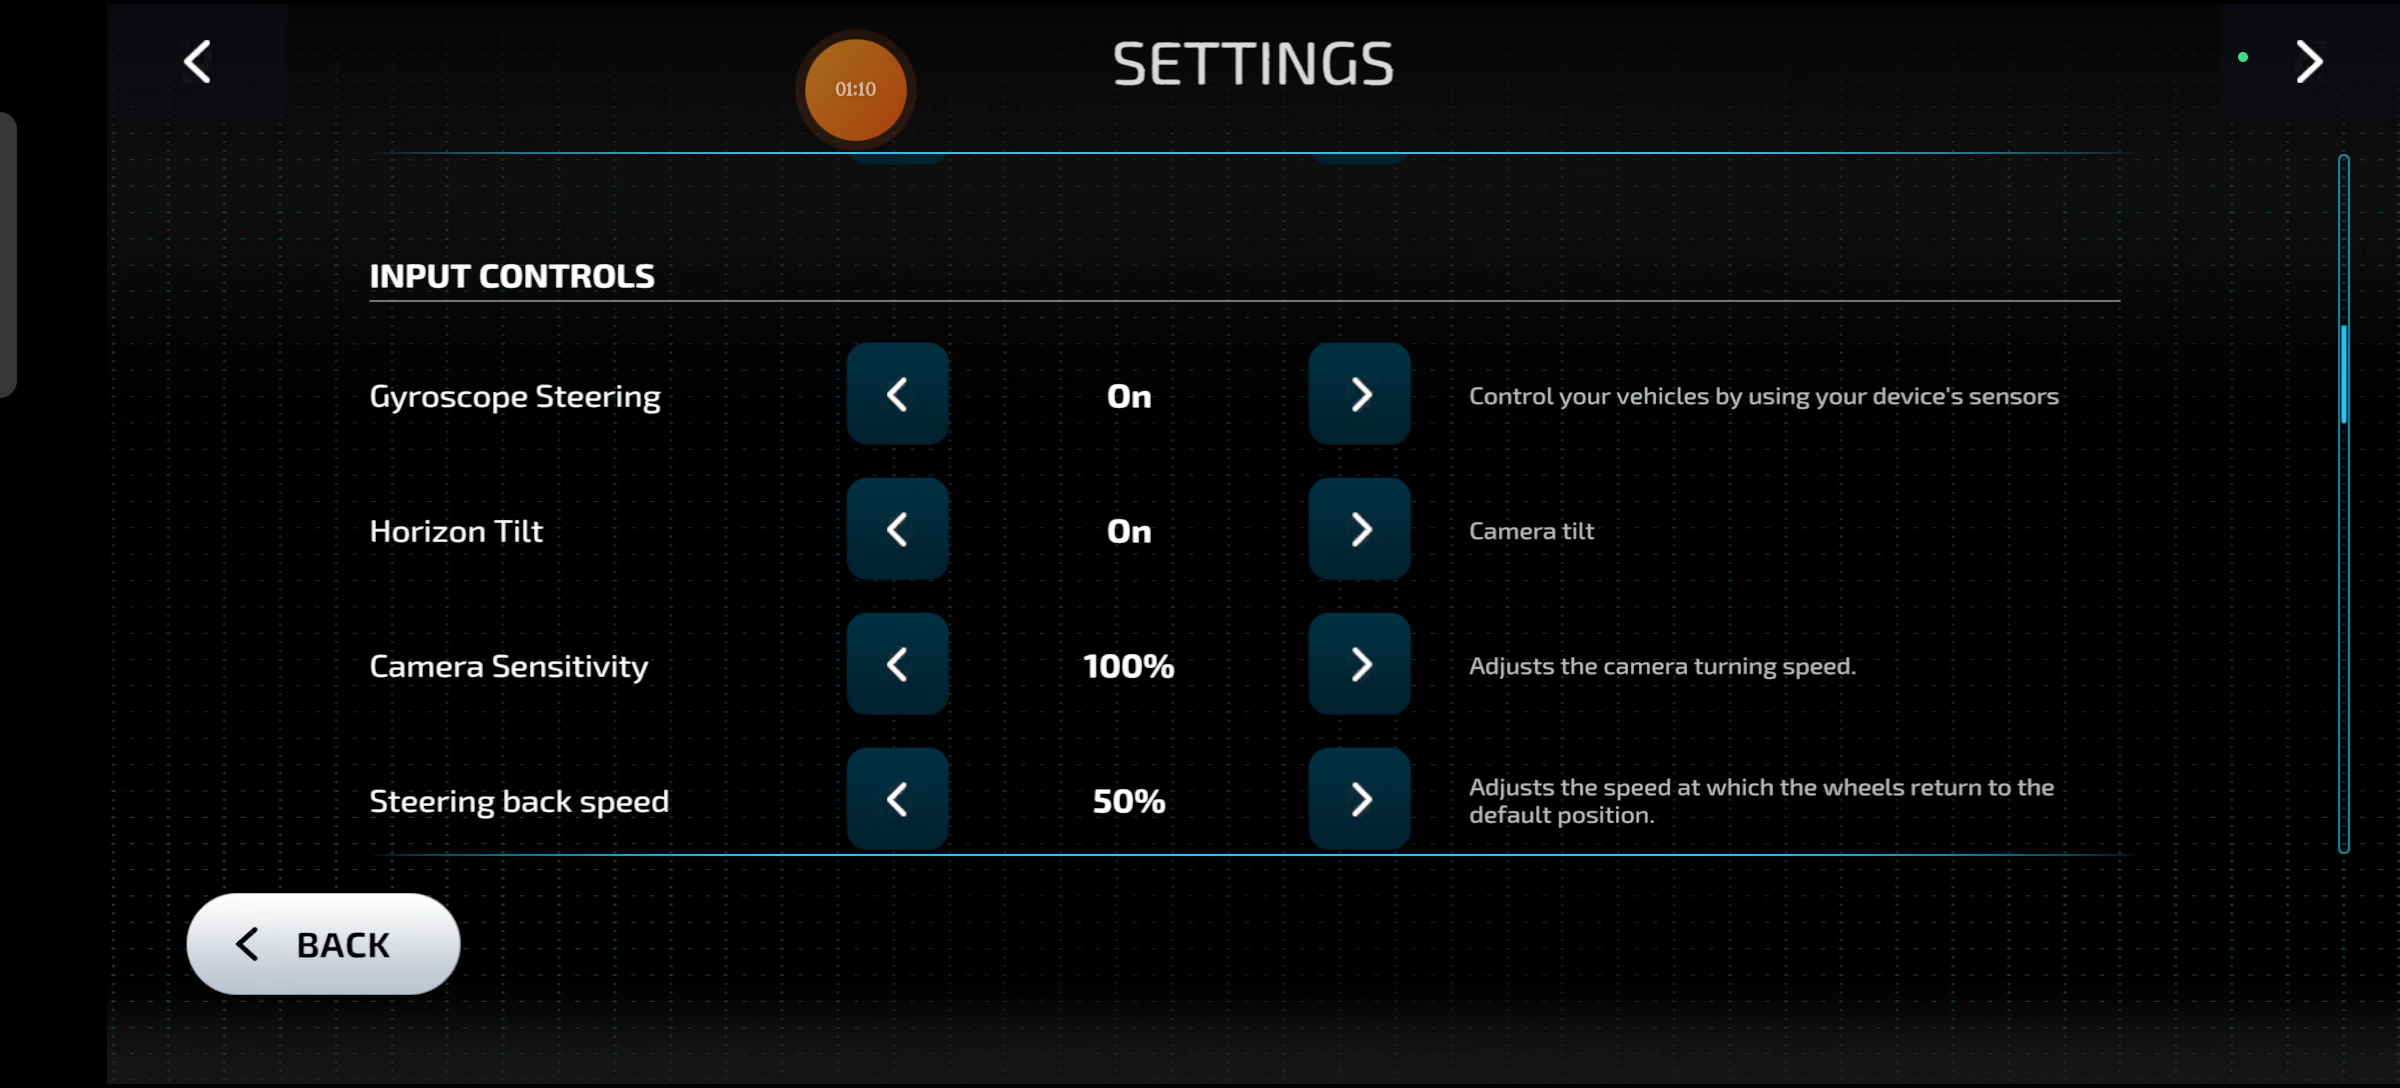 SETTINGS
01:10
INPUT CONTROLS
Gyroscope Steering
On
Control your vehicles by using your device's sensors
Horizon Tilt
On
Camera tilt
Camera Sensitivity
100%
Adjusts the camera turning speed.
Steering back speed
50%
Adjusts the speed at which the wheels return to the
default position.
BACK